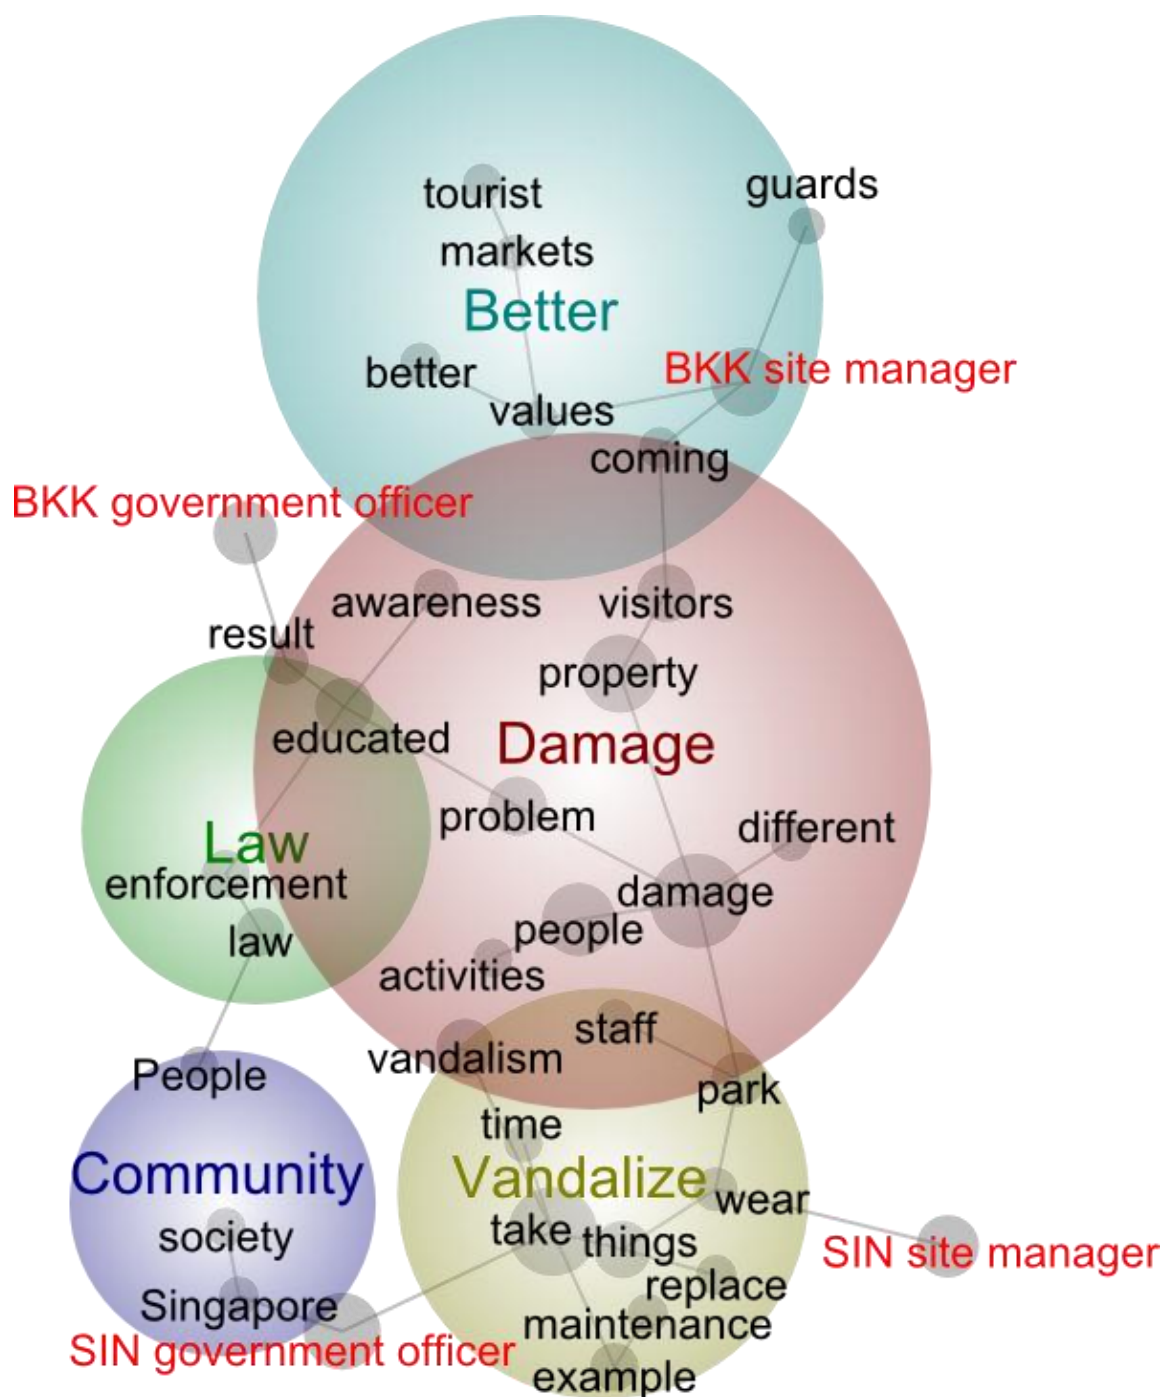 guards
tourist
markets
Better
BKK site manager
better
values
coming
BKK government officer
awareness
visitors
result
property
educated
Damage
problem
different
Law
enforcement
damage
people
law
activities
staff
vandalism
People
park
time
Community
Vandalize
wear
take
things
society
SIN site manager
replace
Singapore
maintenance
SIN government officer
example